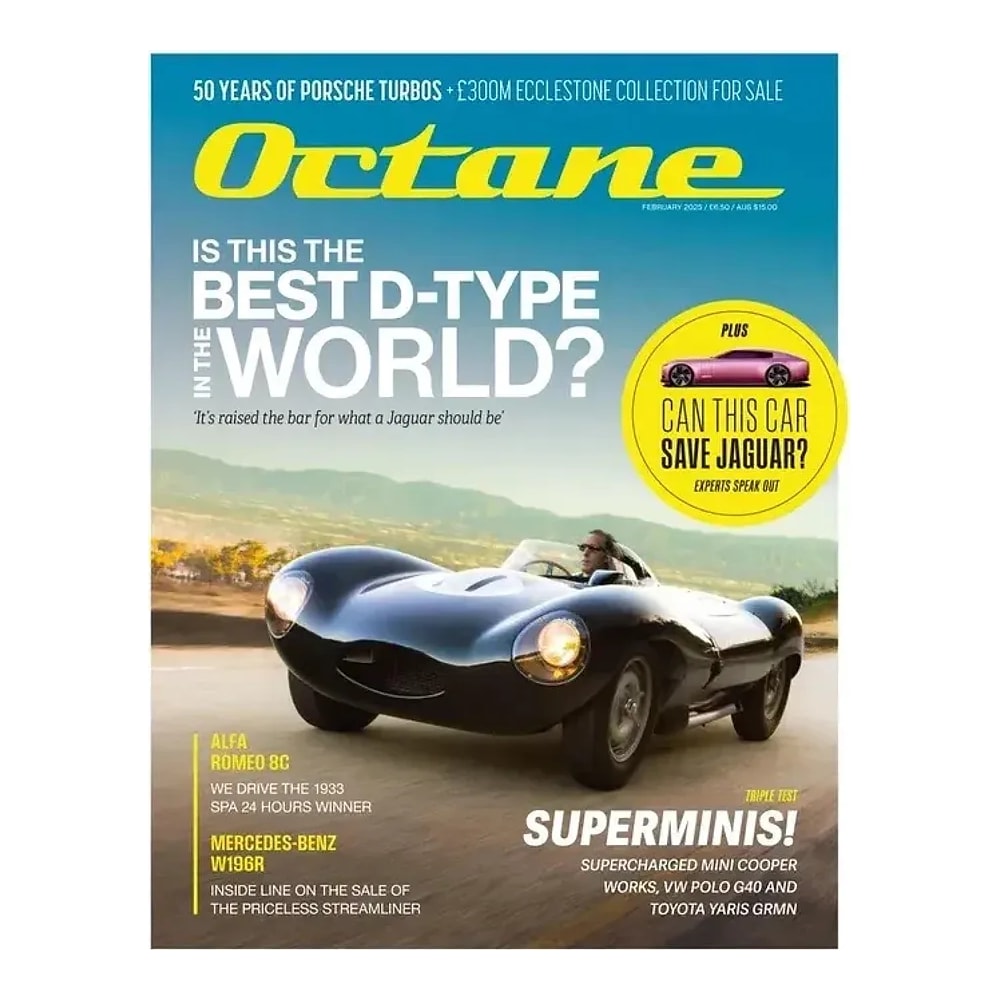 50 YEARS OF PORSCHE TURBOS + £300M ECCLESTONE COLLECTION FOR SALE
Octane
FEBRUARY 2025 / £6.50 / AUS $15.00
IS THIS THE
BEST D-TYPE
IN THE WORLD?
'It's raised the bar for what a Jaguar should be'
PLUS
CAN THIS CAR
SAVE JAGUAR?
EXPERTS SPEAK OUT
ALFA
ROMEO 8C
WE DRIVE THE 1933
SPA 24 HOURS WINNER
MERCEDES-BENZ
W196R
INSIDE LINE ON THE SALE OF
THE PRICELESS STREAMLINER
TRIPLE TEST
SUPERMINIS!
SUPERCHARGED MINI COOPER
WORKS, VW POLO G40 AND
TOYOTA YARIS GRMN